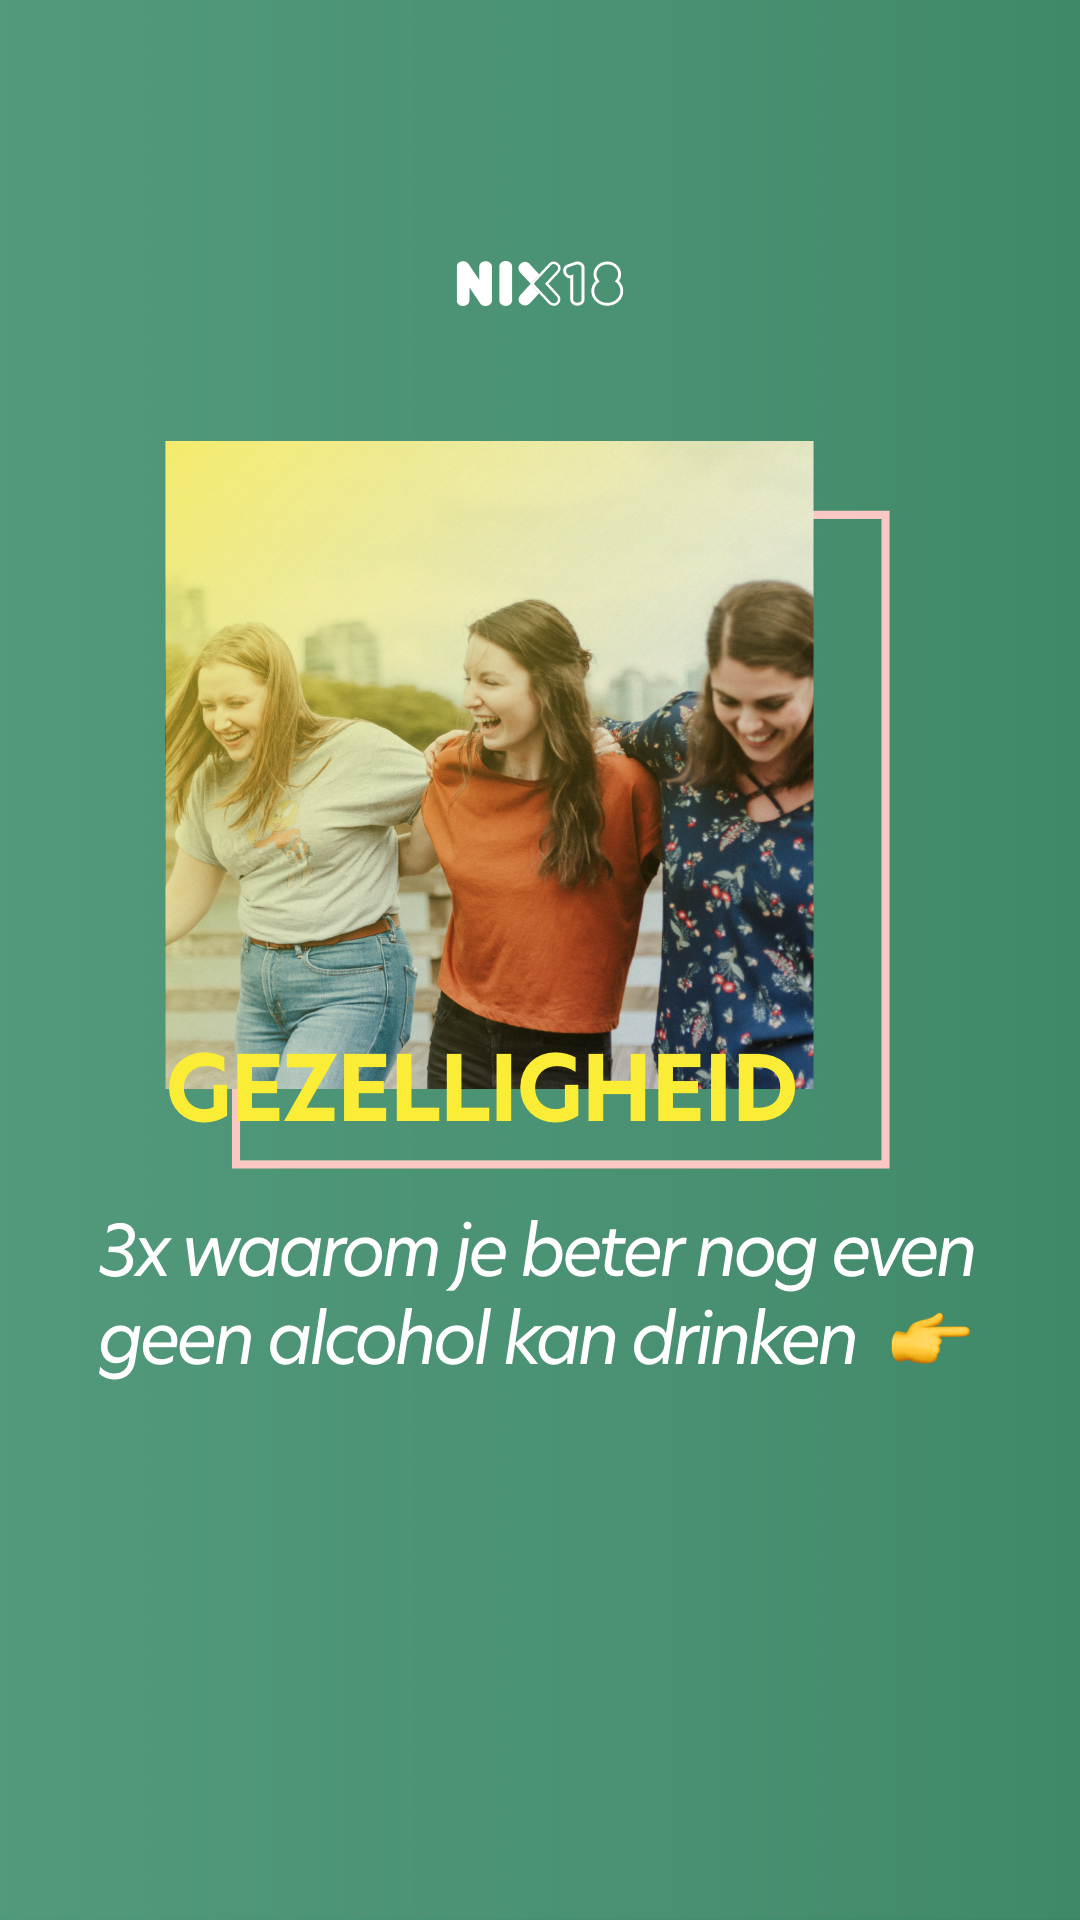 NIX18
GEZELLIGHEID
3x waarom je beter nog even
geen alcohol kan drinken 👉